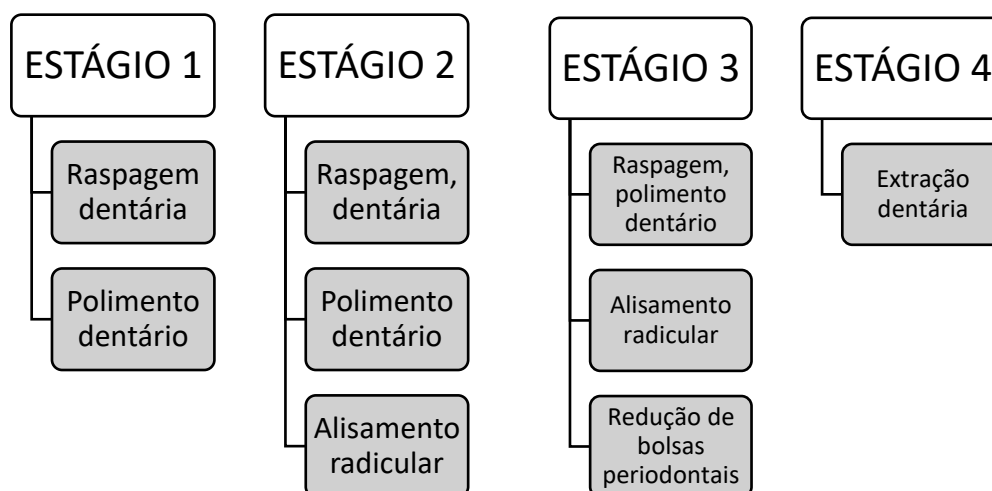 ESTÁGIO 1
Raspagem
dentária
Polimento
dentário
ESTÁGIO 2
Raspagem,
dentária
Polimento
dentário
Alisamento
radicular
ESTÁGIO 3
Raspagem,
polimento
dentário
Alisamento
radicular
Redução de
bolsas
periodontais
ESTÁGIO 4
Extração
dentária